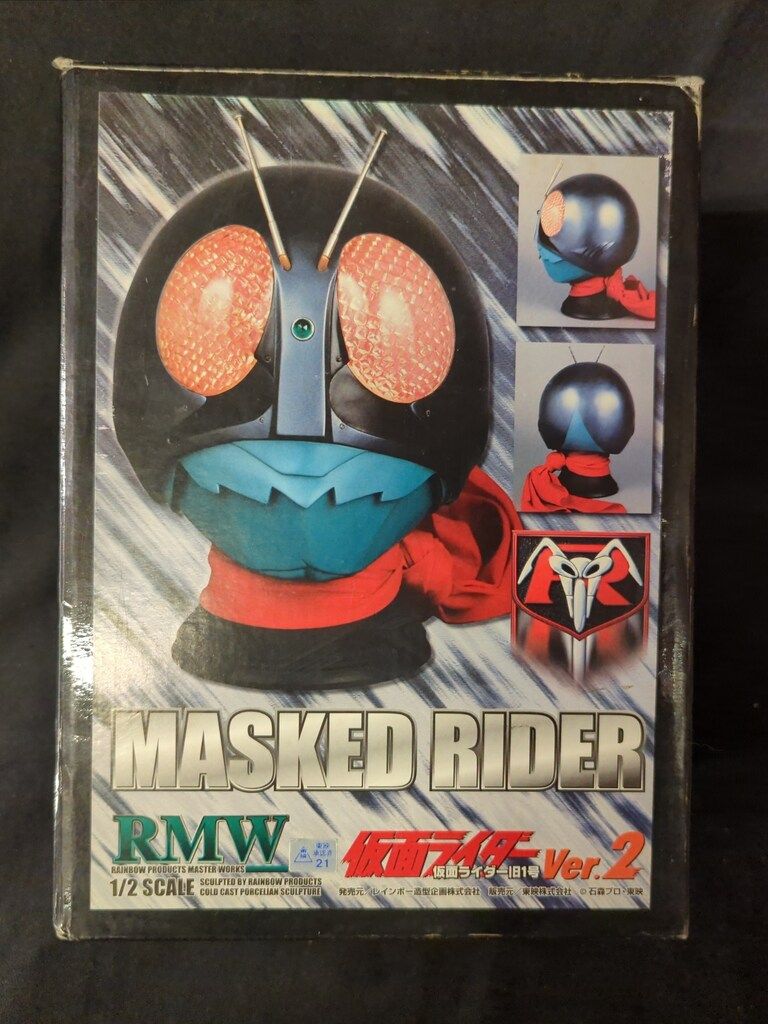 R
MASKED RIDER
RMW
RAINBOW PRODUCTS MASTER WORKS
1/2 SCALE
SCULPTED BY RAINBOW PRODUCTS
COLD CAST PORCELIAN SCULPTURE
東映
21
仮面ライダー
仮面ライダー旧1号
Ver.2
発売元/レインボー造型企画株式会社 販売元/東映株式会社 ©石森プロ・東映